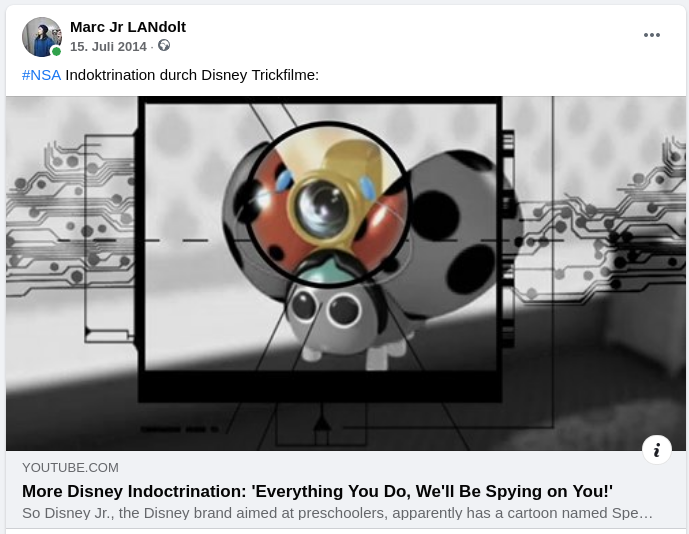 Marc Jr LANdolt
15. Juli 2014 ·
#NSA Indoktrination durch Disney Trickfilme:
YOUTUBE.COM
More Disney Indoctrination: 'Everything You Do, We'll Be Spying on You!'
So Disney Jr., the Disney brand aimed at preschoolers, apparently has a cartoon named Spe…